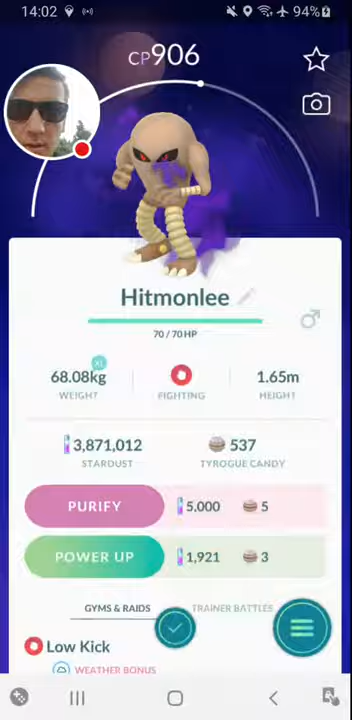 14:02
94%
CP906
Hitmonlee
70 / 70 HP
XL
68.08kg
WEIGHT
FIGHTING
1.65m
HEIGHT
3,871,012
STARDUST
537
TYROGUE CANDY
PURIFY
5,000
5
POWER UP
1,921
3
GYMS & RAIDS
TRAINER BATTLES
Low Kick
WEATHER BONUS